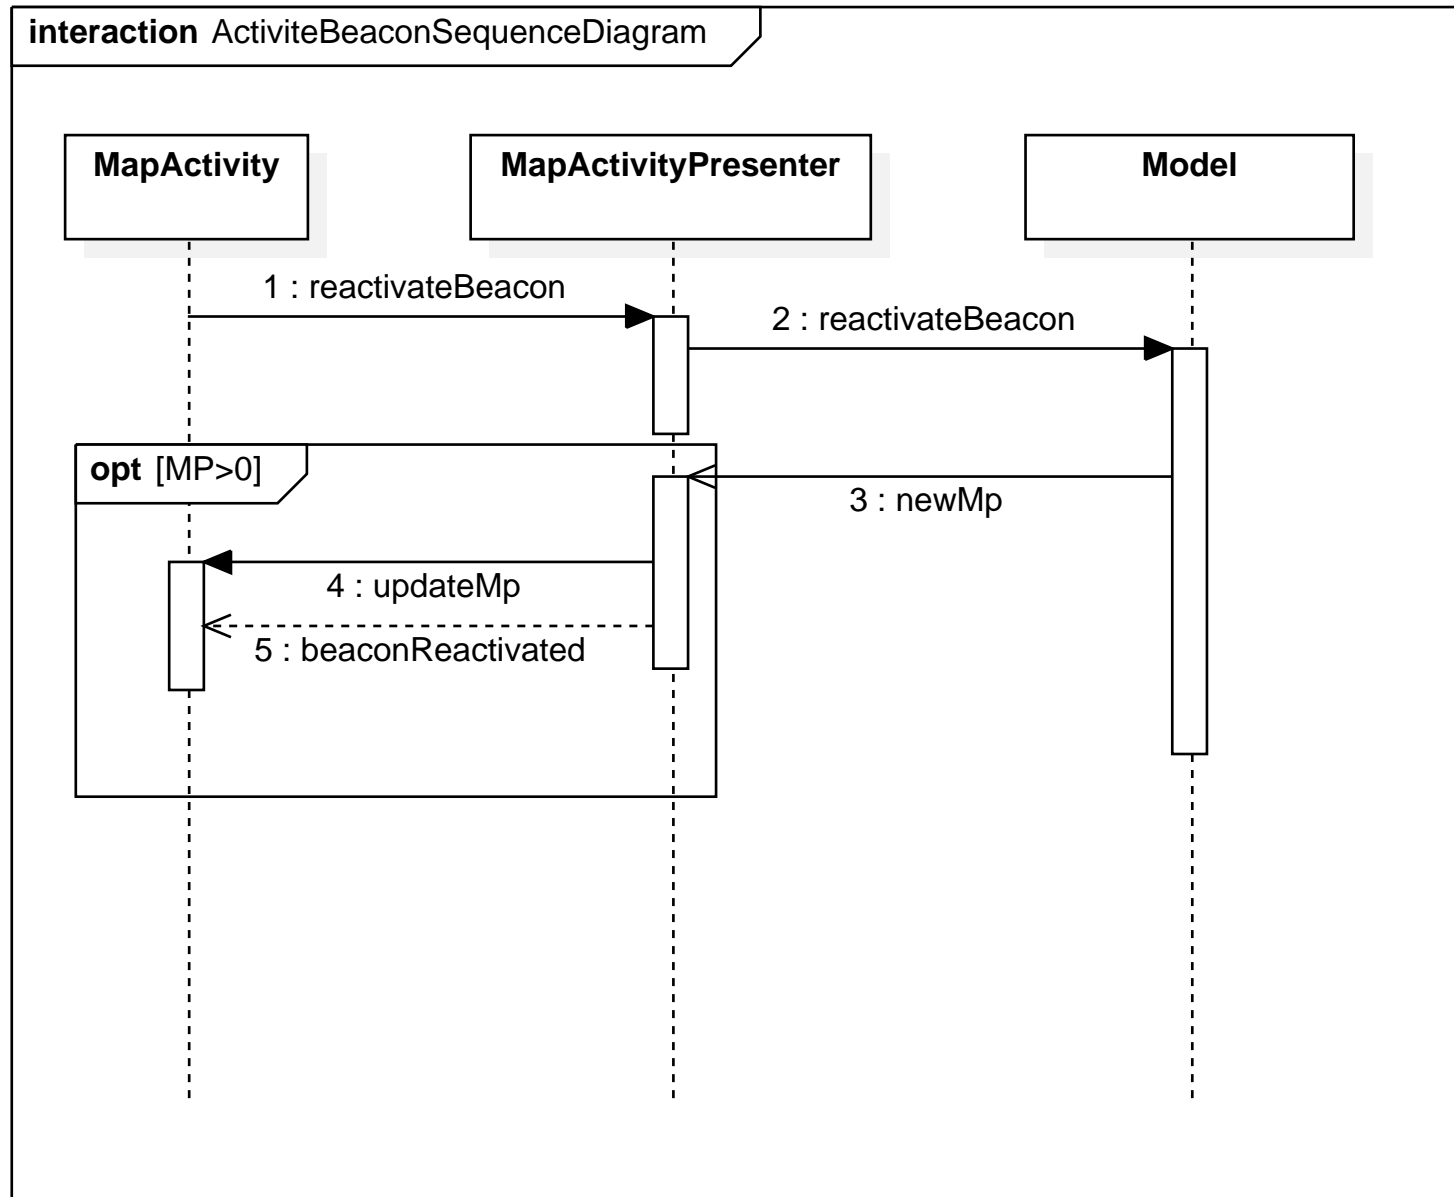 interaction ActiviteBeaconSequenceDiagram
MapActivity
MapActivityPresenter
Model
1 : reactivateBeacon
2 : reactivateBeacon
opt [MP>0]
3 : newMp
4 : updateMp
5 : beaconReactivated